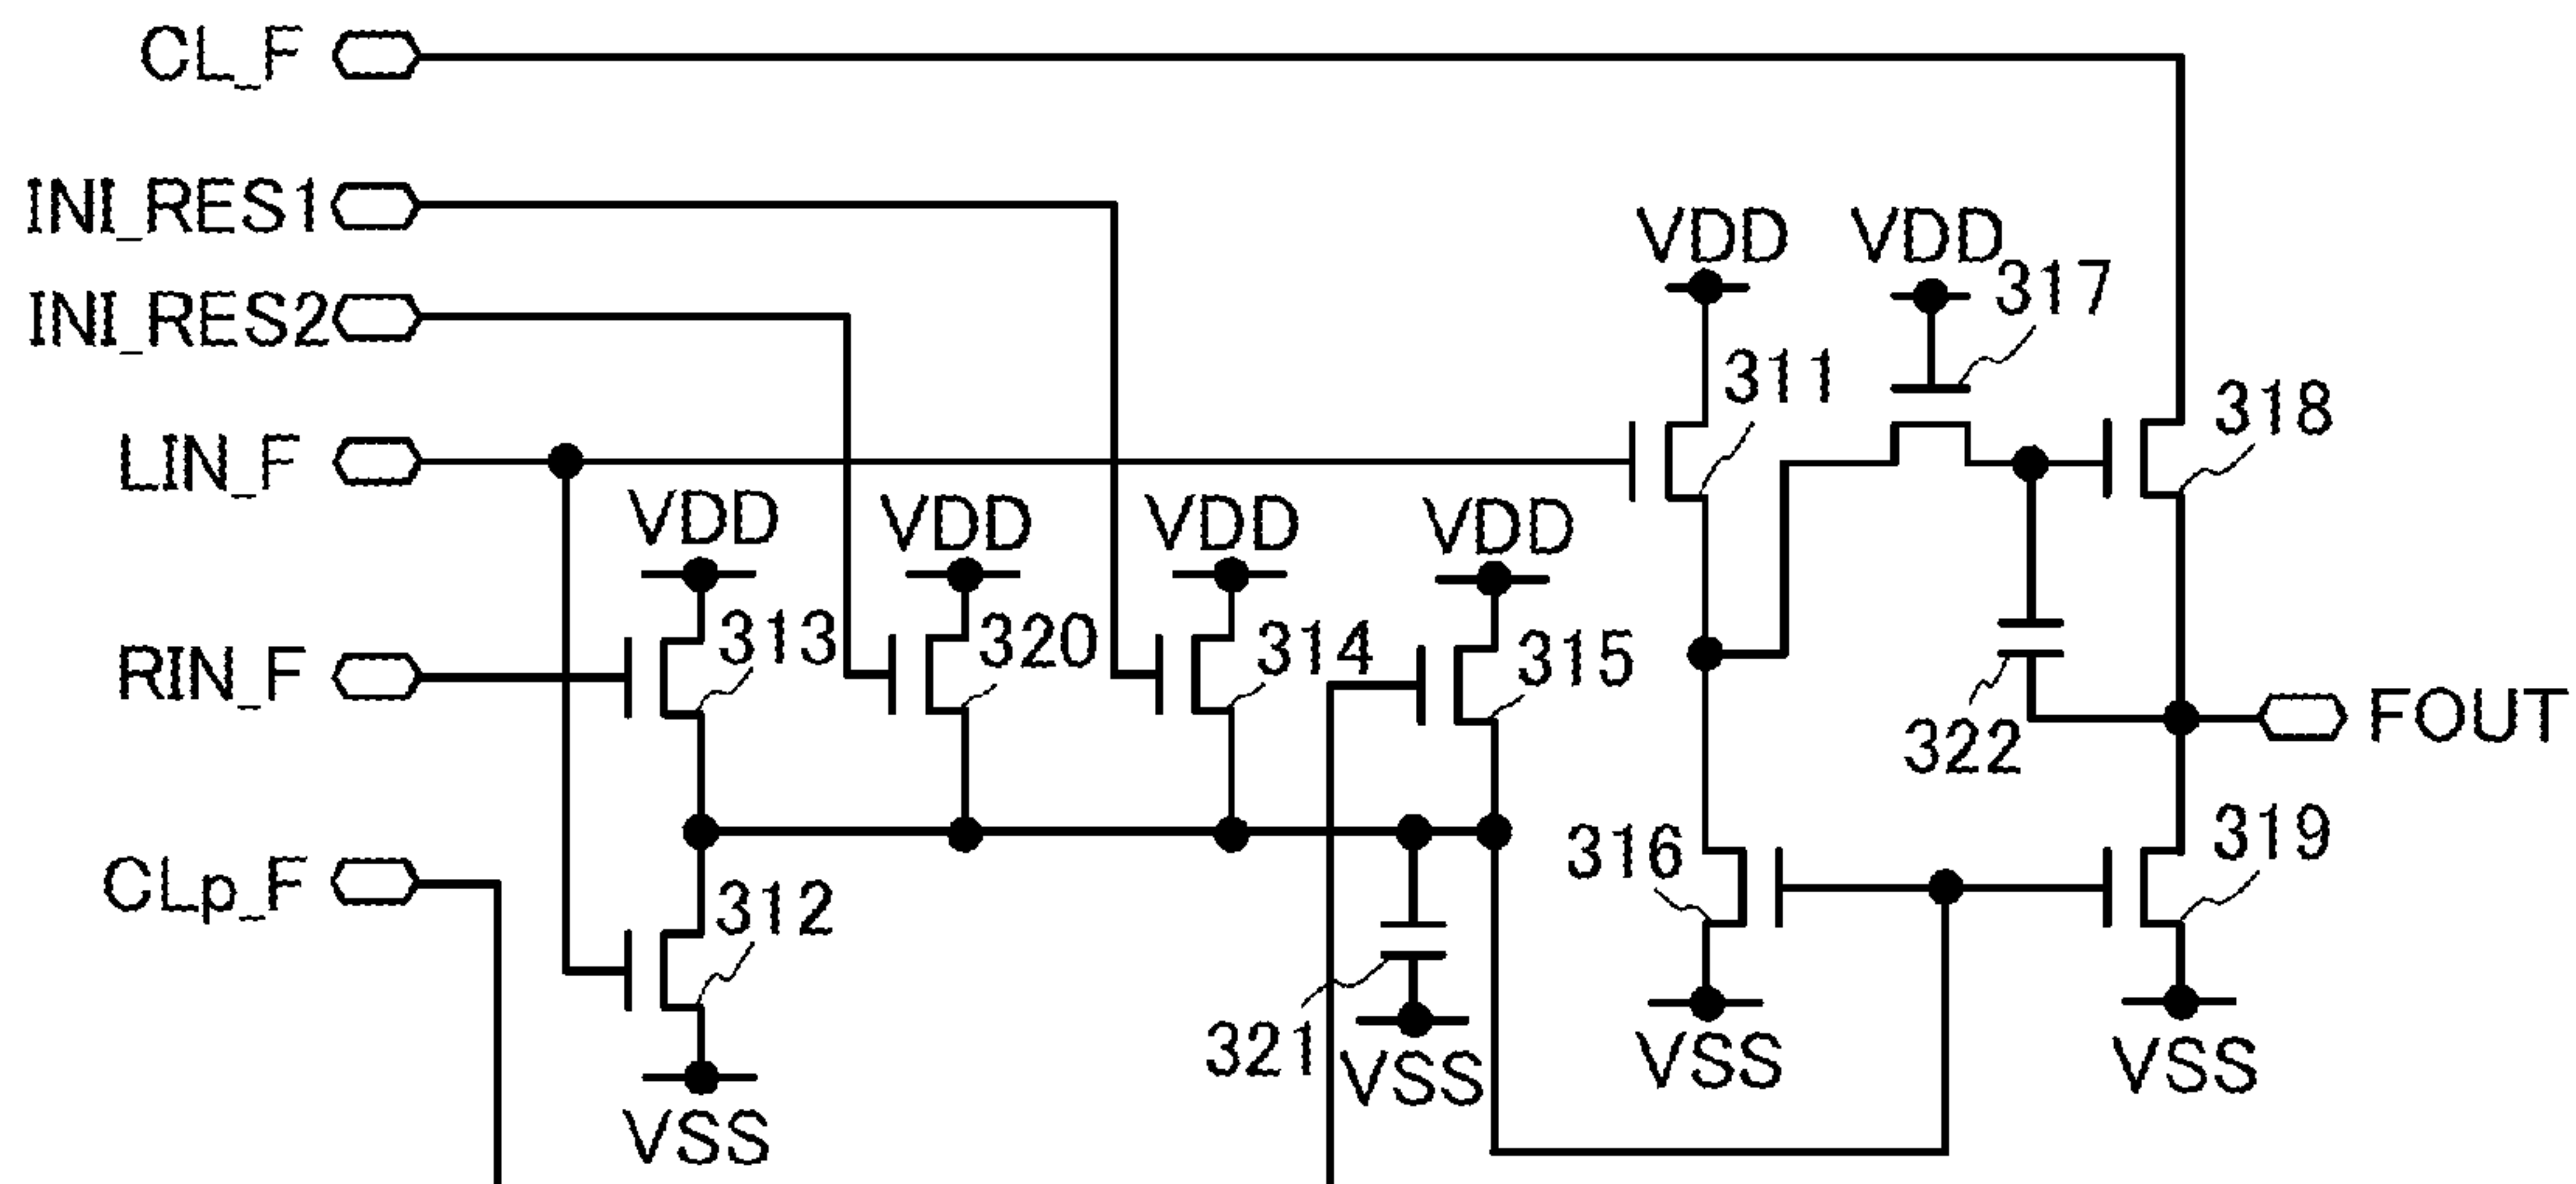 CL_F
INI_RES1
VDD
VDD
317
INI_RES2
311
318
LIN_F
VDD
VDD
VDD
VDD
313
320
314
315
RIN_F
FOUT
322
316
319
CLp_F
312
321
VSS
VSS
VSS
VSS